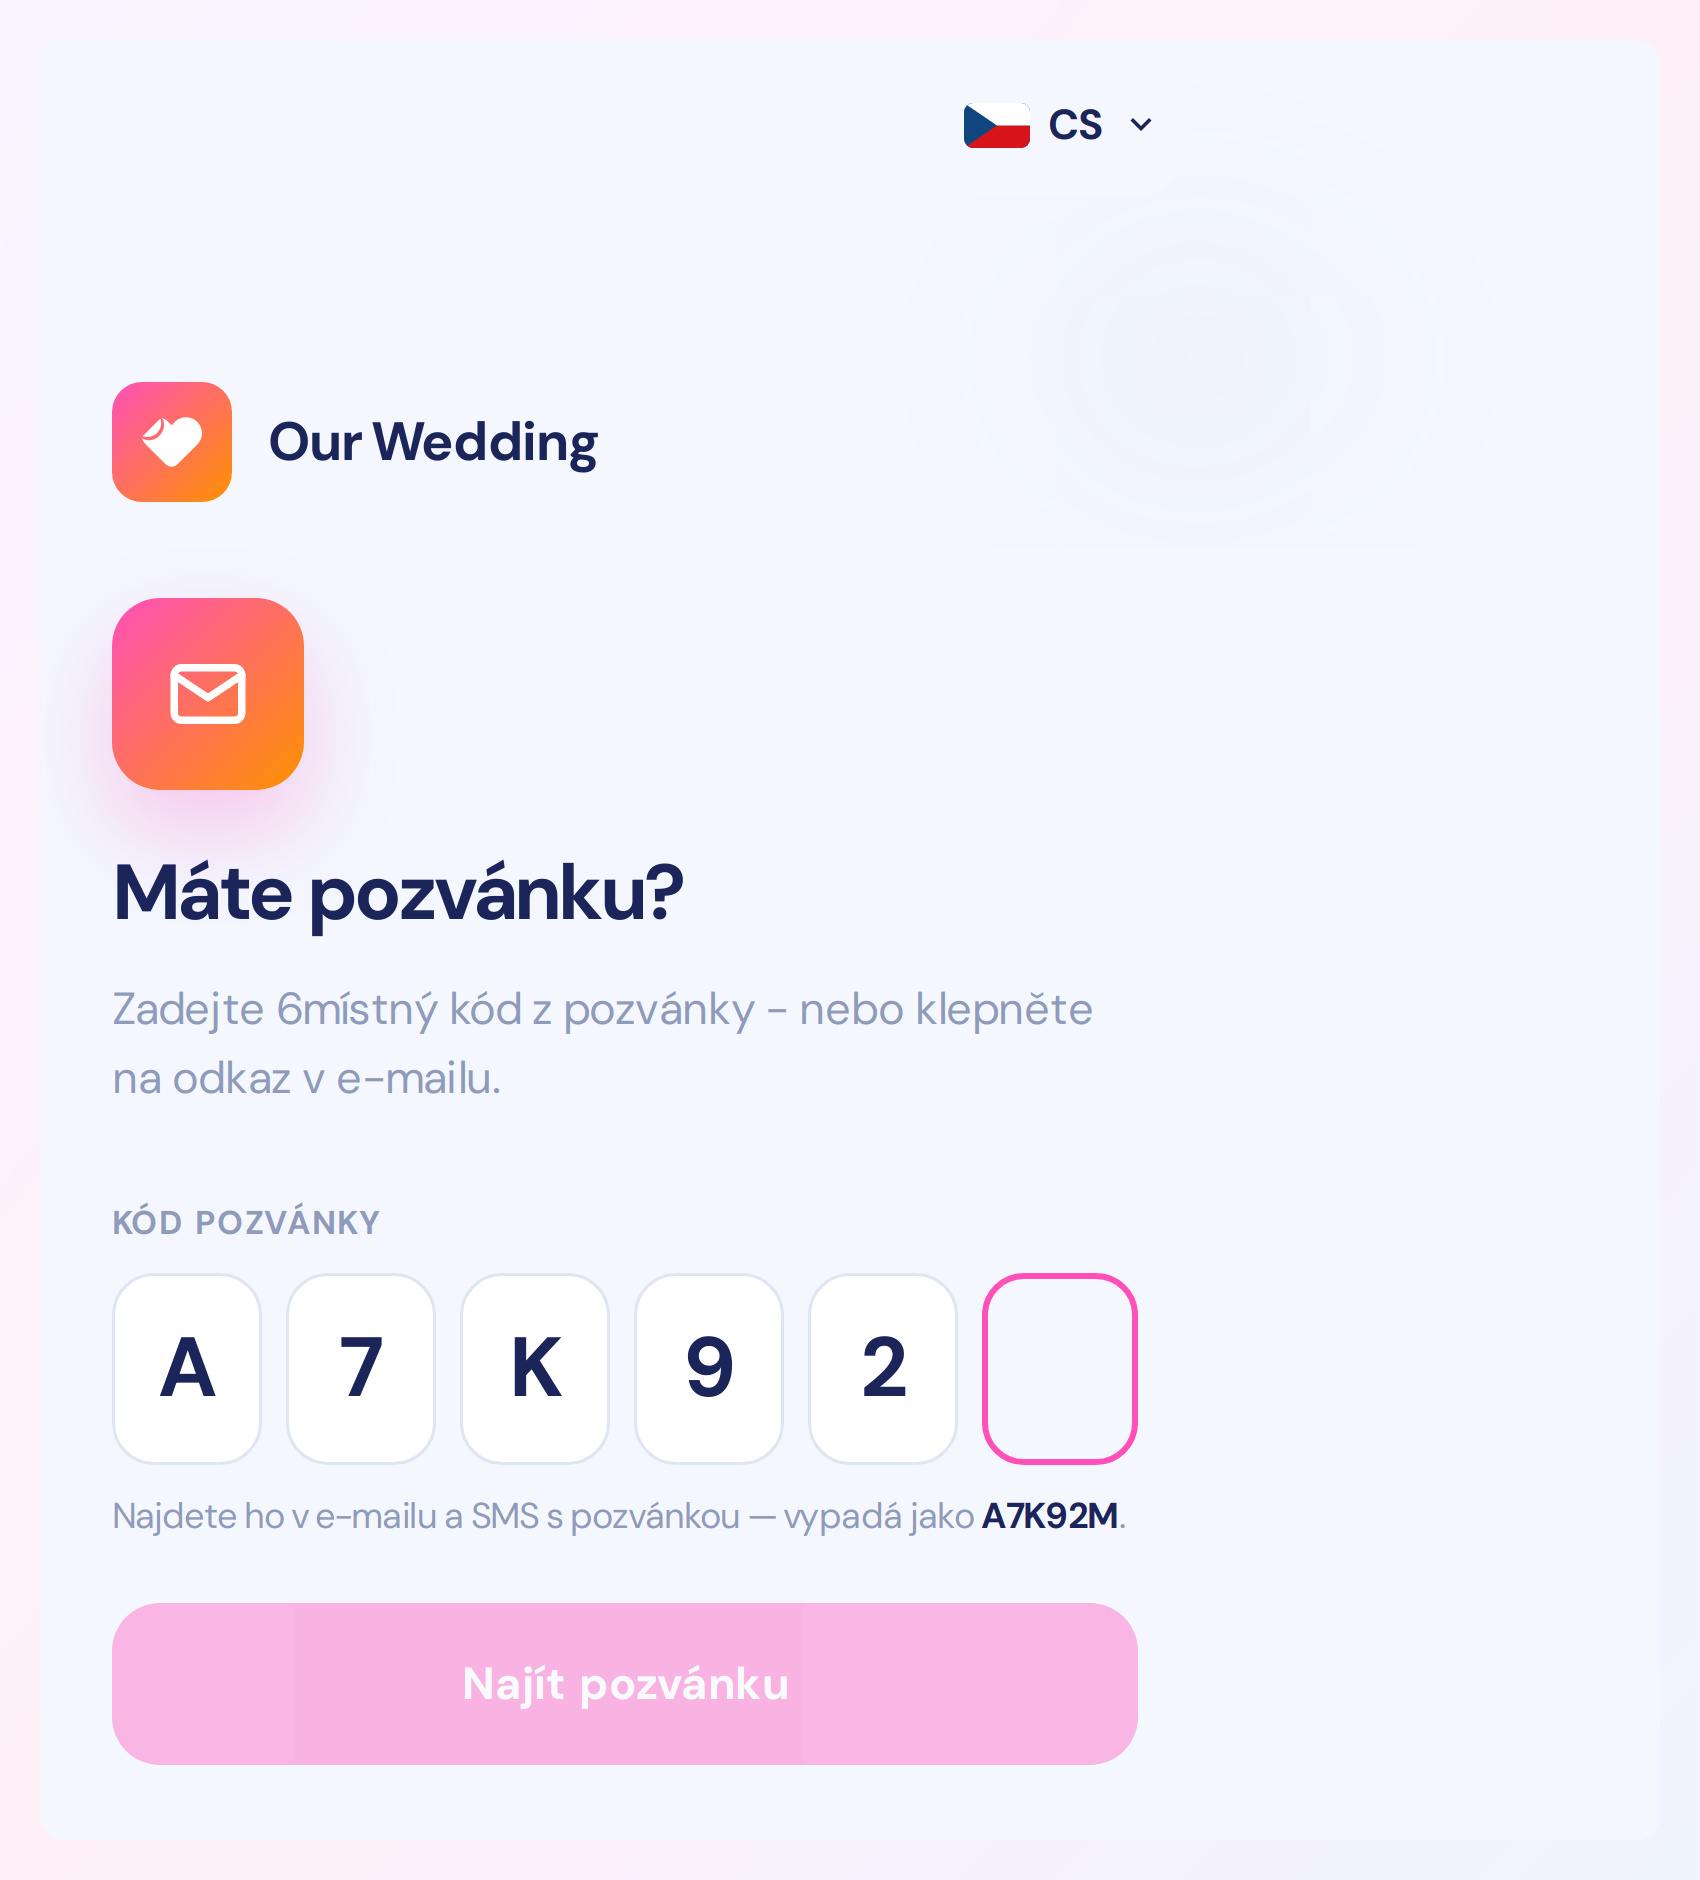 CS
Our Wedding
Máte pozvánku?
Zadejte 6místný kód z pozvánky - nebo klepněte
na odkaz v e-mailu.
KÓD POZVÁNKY
A 7 K 9 2
Najdete ho v e-mailu a SMS s pozvánkou — vypadá jako A7K92M.
Najít pozvánku